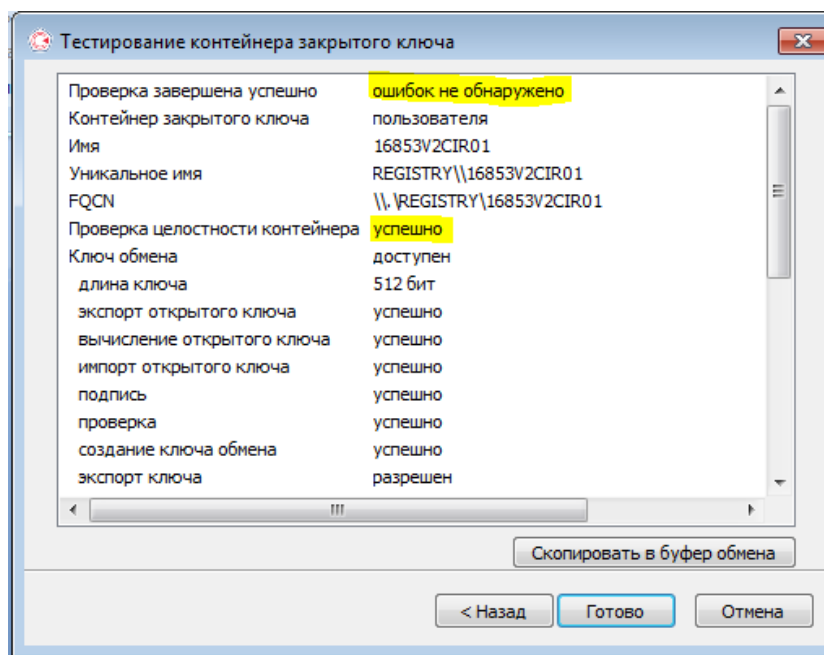 Тестирование контейнера закрытого ключа
Проверка завершена успешно ошибок не обнаружено
Контейнер закрытого ключа пользователя
Имя 16853V2CIR01
Уникальное имя REGISTRY\\16853V2CIR01
FQCN \\.\REGISTRY\16853V2CIR01
Проверка целостности контейнера успешно
Ключ обмена доступен
длина ключа 512 бит
экспорт открытого ключа успешно
вычисление открытого ключа успешно
импорт открытого ключа успешно
подпись успешно
проверка успешно
создание ключа обмена успешно
экспорт ключа разрешен
Скопировать в буфер обмена
< Назад Готово Отмена